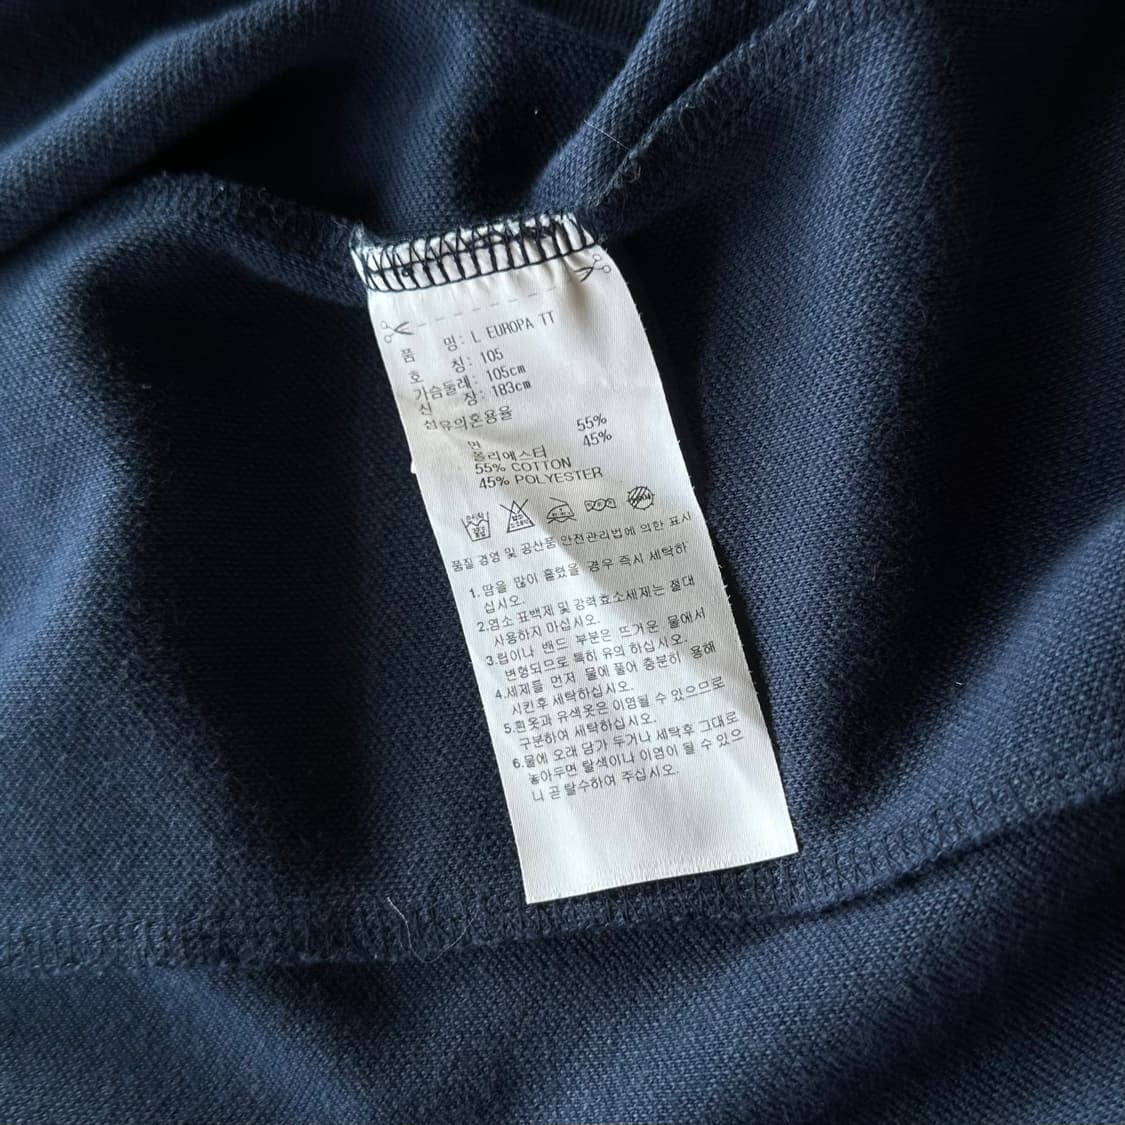 품 명: L EUROPA TT
호 칭: 105
가슴둘레: 105cm
신 장: 183cm
섬유의혼용율
면 55%
폴리에스터 45%
55% COTTON
45% POLYESTER
품질 경영 및 공산품 안전관리법에 의한 표시
1.땀을 많이 흘렸을 경우 즉시 세탁하
십시오.
2.염소 표백제 및 강력효소세제는 절대
사용하지 마십시오.
3.립이나 밴드 부분은 뜨거운 물에서
변형되므로 특히 유의 하십시오.
4.세제를 먼저 물에 풀어 충분히 용해
시킨후 세탁하십시오.
5.흰옷과 유색옷은 이염될 수 있으므로
구분하여 세탁하십시오.
6.물에 오래 담가 두거나 세탁후 그대로
놓아두면 탈색이나 이염이 될 수 있으
니 곧 탈수하여 주십시오.